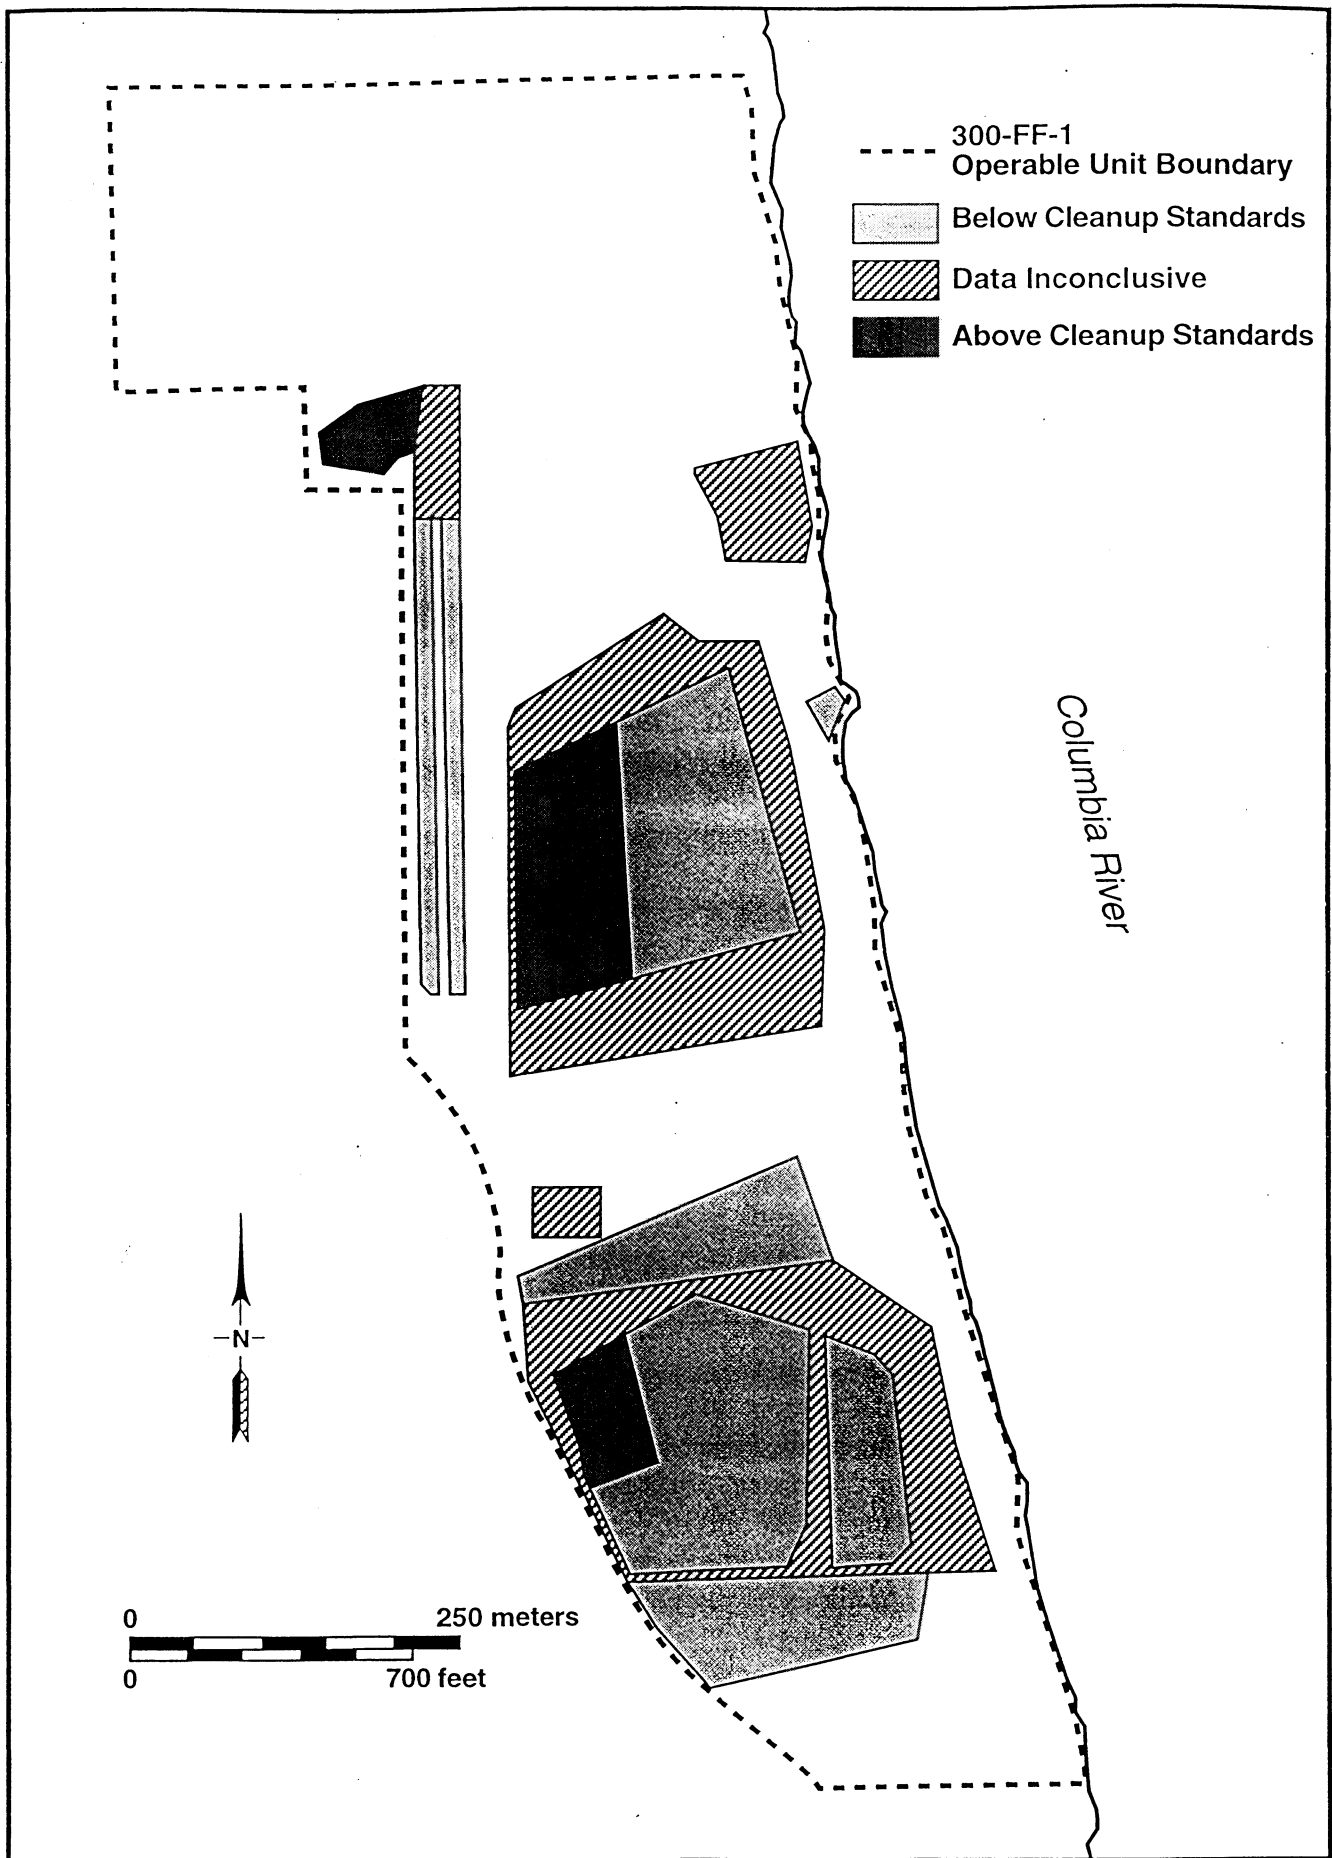 300-FF-1
Operable Unit Boundary
Below Cleanup Standards
Data Inconclusive
Above Cleanup Standards
Columbia River
-N-
0 250 meters
0 700 feet